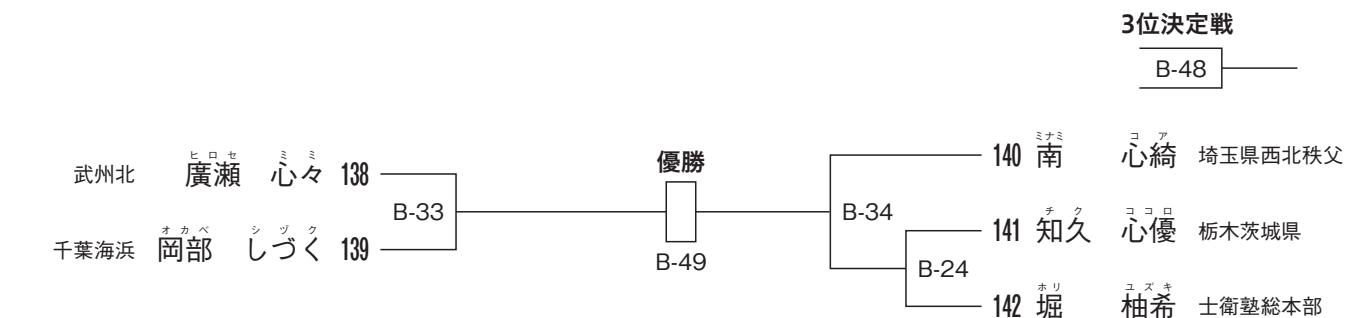 3位決定戦
B-48
武州北 廣瀬 ヒロセ 心々 ミミ 138
B-33
千葉海浜 岡部 オカベ しづく シヅク 139
優勝
B-49
140 南 ミナミ 心綺 コア 埼玉県西北秩父
B-34
141 知久 チク 心優 ココロ 栃木茨城県
B-24
142 堀 ホリ 柚希 ユズキ 士衛塾総本部